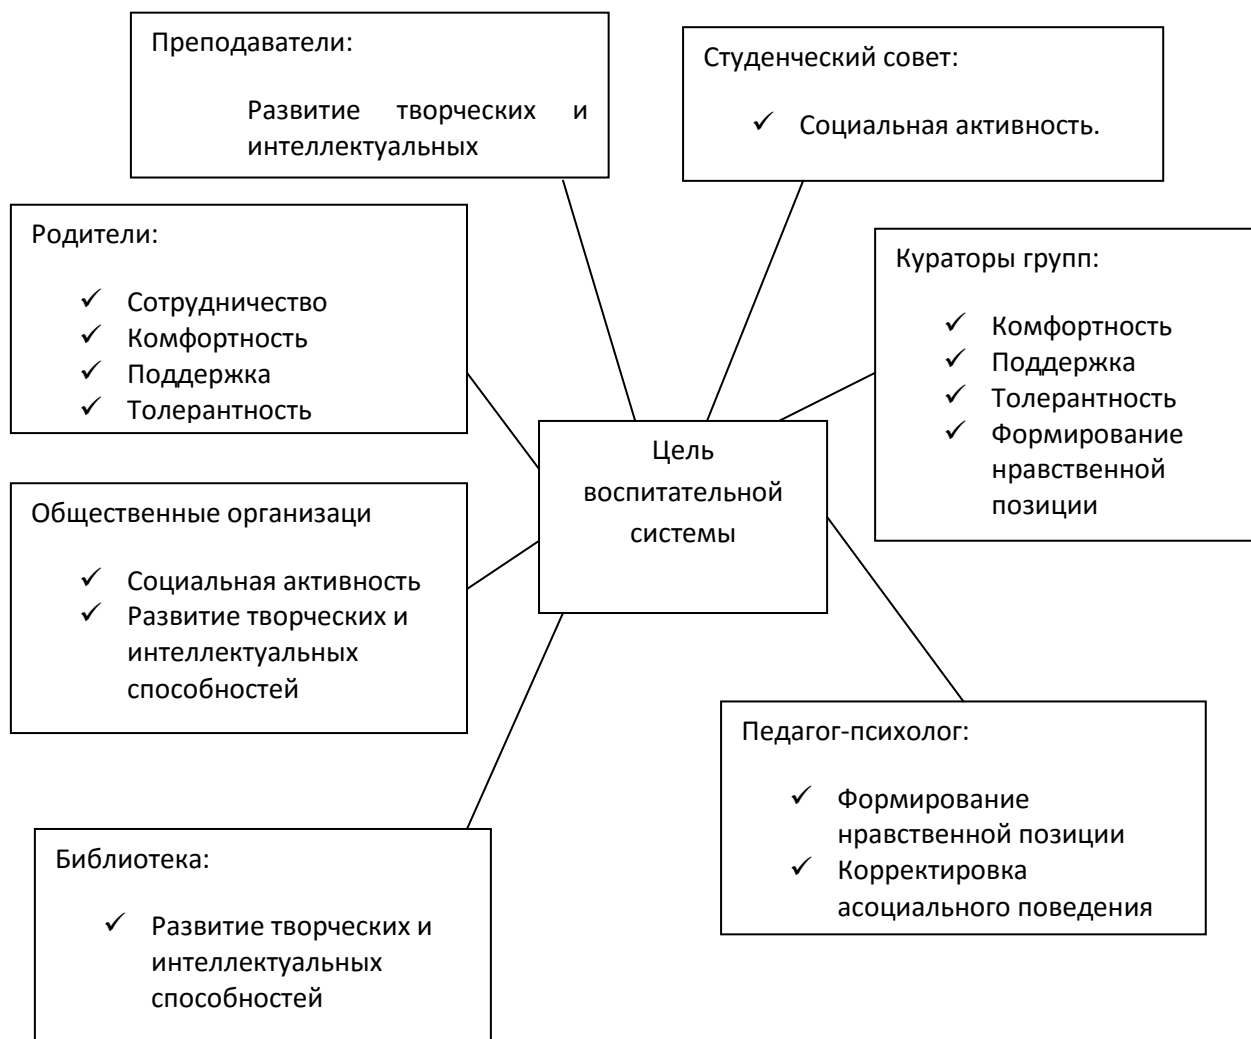 Преподаватели:
Развитие творческих и
интеллектуальных
Студенческий совет:
✓ Социальная активность.
Родители:
✓ Сотрудничество
✓ Комфортность
✓ Поддержка
✓ Толерантность
Кураторы групп:
✓ Комфортность
✓ Поддержка
✓ Толерантность
✓ Формирование
нравственной
позиции
Цель
воспитательной
системы
Общественные организаци
✓ Социальная активность
✓ Развитие творческих и
интеллектуальных
способностей
Педагог-психолог:
✓ Формирование
нравственной позиции
✓ Корректировка
асоциального поведения
Библиотека:
✓ Развитие творческих и
интеллектуальных
способностей